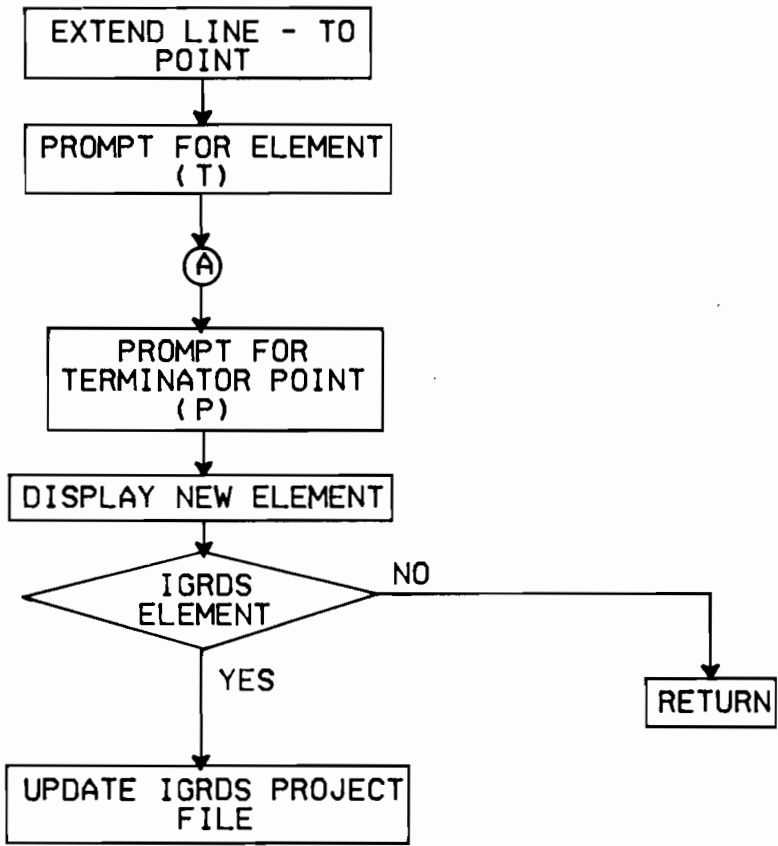 EXTEND LINE - TO
POINT
PROMPT FOR ELEMENT
(T)
A
PROMPT FOR
TERMINATOR POINT
(P)
DISPLAY NEW ELEMENT
IGRDS
ELEMENT
NO
YES
RETURN
UPDATE IGRDS PROJECT
FILE